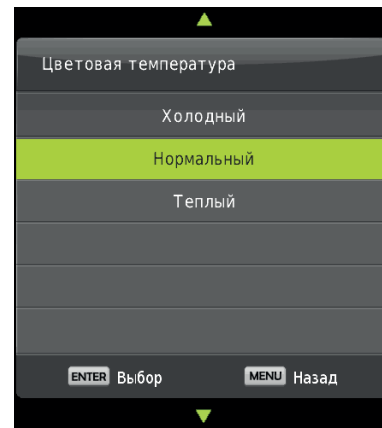 Цветовая температура
Холодный
Нормальный
Теплый
ENTER Выбор MENU Назад